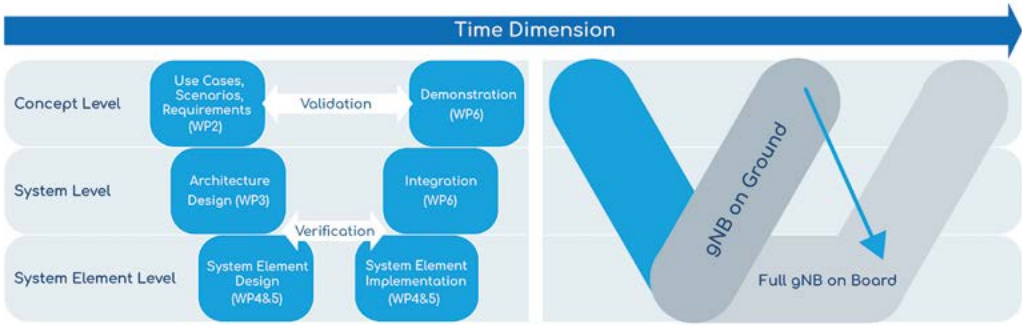 Time Dimension
Concept Level
Use Cases,
Scenarios,
Requirements
(WP2)
Validation
Demonstration
(WP6)
System Level
Architecture
Design (WP3)
Integration
(WP6)
Verification
System Element Level
System Element
Design
(WP4&5)
System Element
Implementation
(WP4&5)
gNB on Ground
Full gNB on Board